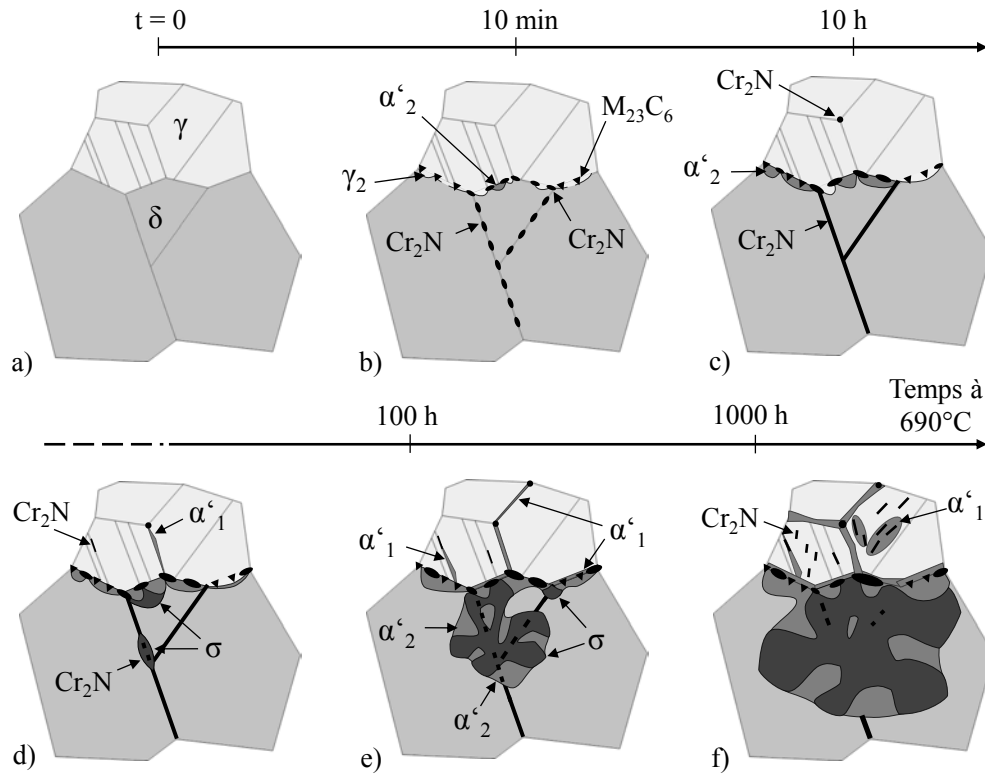 t = 0
10 min
10 h
γ
δ
a)
α‘2
M23C6
γ2
Cr2N
Cr2N
b)
Cr2N
α‘2
Cr2N
c)
100 h
1000 h
Temps à
690°C
Cr2N
α‘1
σ
Cr2N
d)
α‘1
α‘1
α‘1
α‘2
σ
α‘2
e)
Cr2N
α‘1
f)